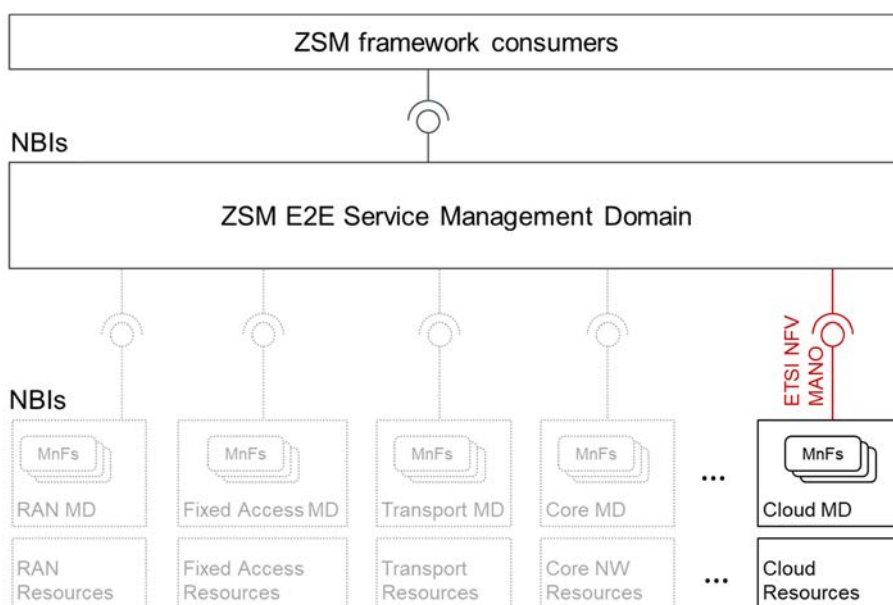 ZSM framework consumers
NBIs
ZSM E2E Service Management Domain
ETSI NFV
MANO
NBIs
MnFs
RAN MD
MnFs
Fixed Access MD
MnFs
Transport MD
MnFs
Core MD
...
MnFs
Cloud MD
RAN
Resources
Fixed Access
Resources
Transport
Resources
Core NW
Resources
...
Cloud
Resources